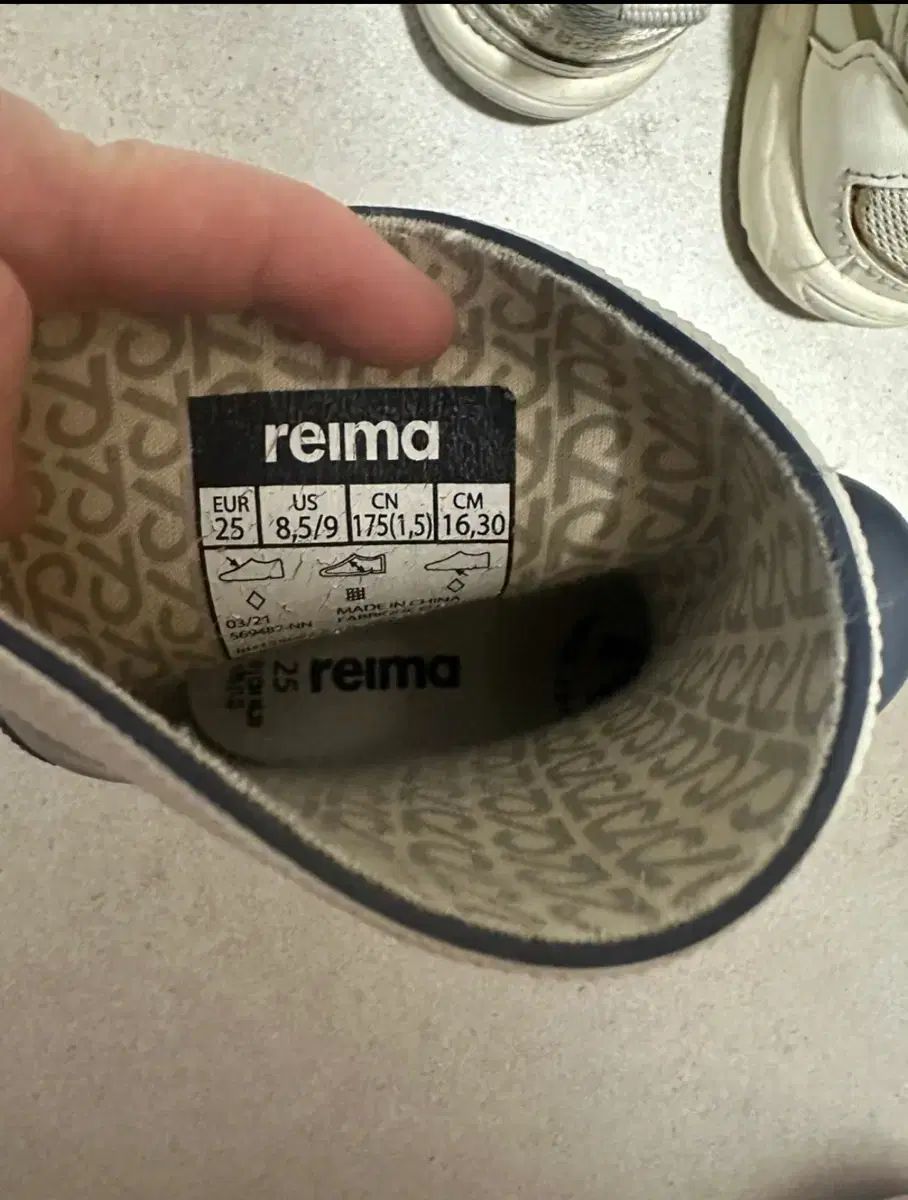 reima
EUR US CN CM
25 8,5/9 175(1,5) 16,30
03/21
569482-NN
MADE IN CHINA
25 reima